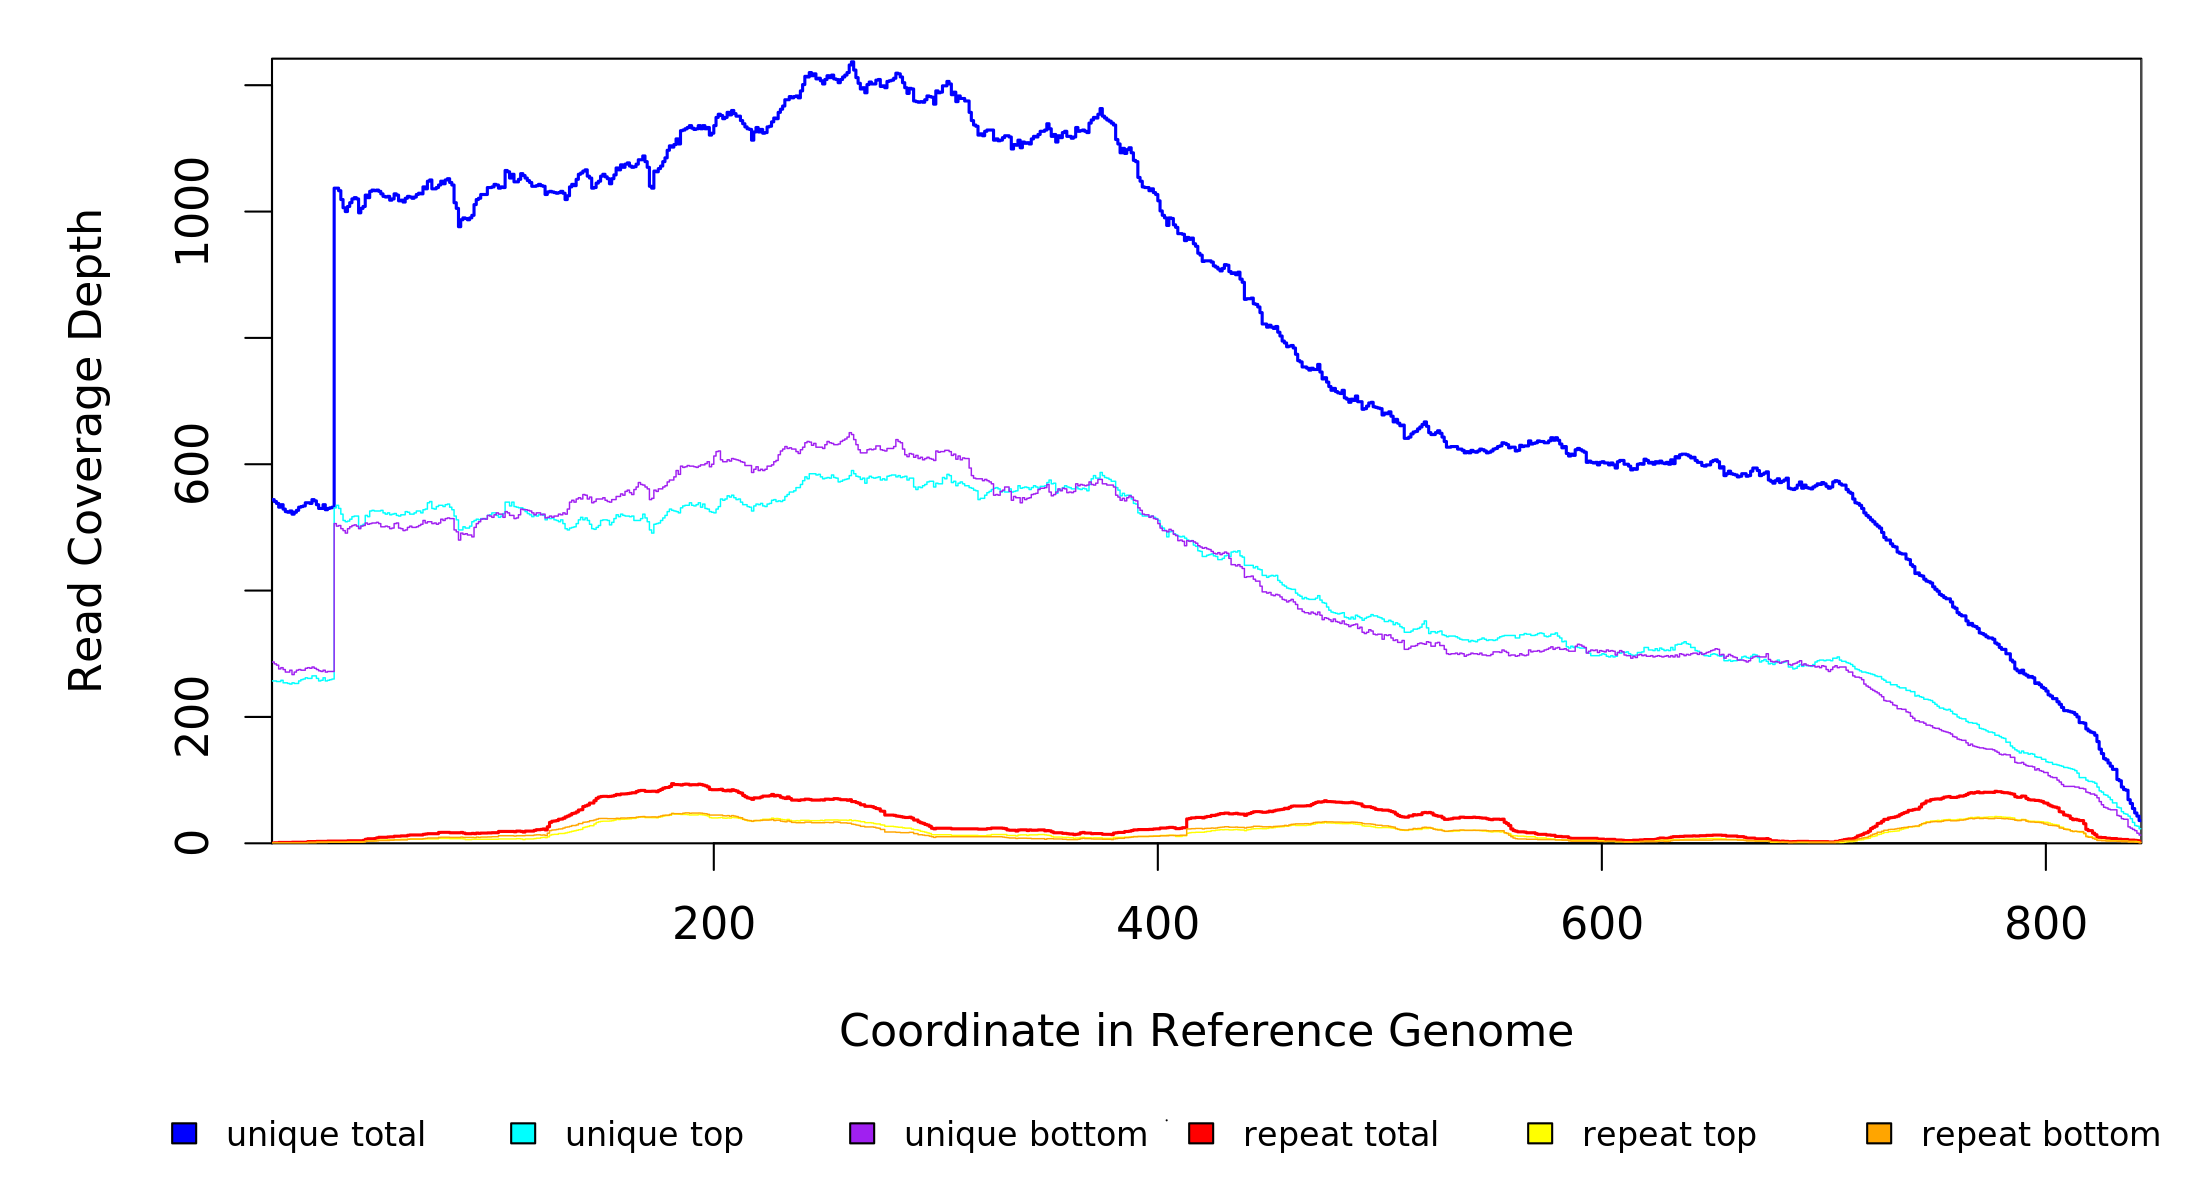 Read Coverage Depth
1000
600
200
0
200 400 600 800
Coordinate in Reference Genome
unique total unique top unique bottom repeat total repeat top repeat bottom